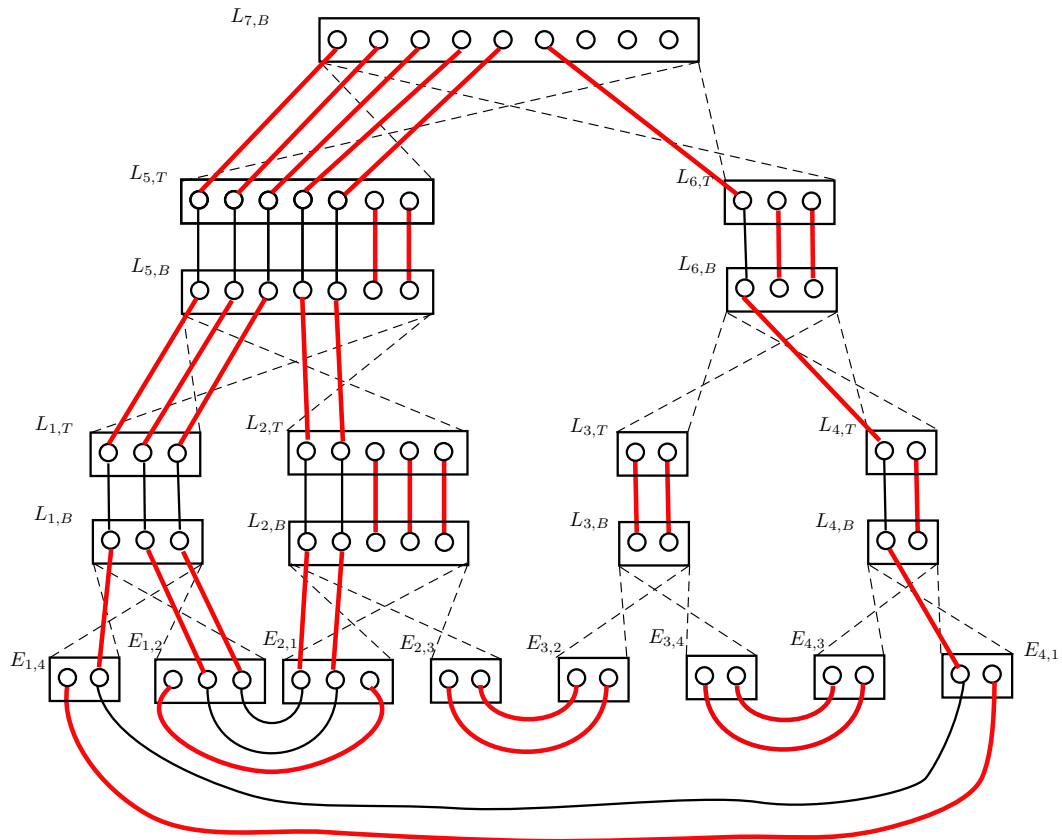 L_{7,B}
L_{5,T}
L_{6,T}
L_{5,B}
L_{6,B}
L_{1,T}
L_{2,T}
L_{3,T}
L_{4,T}
L_{1,B}
L_{2,B}
L_{3,B}
L_{4,B}
E_{1,4}
E_{1,2}
E_{2,1}
E_{2,3}
E_{3,2}
E_{3,4}
E_{4,3}
E_{4,1}